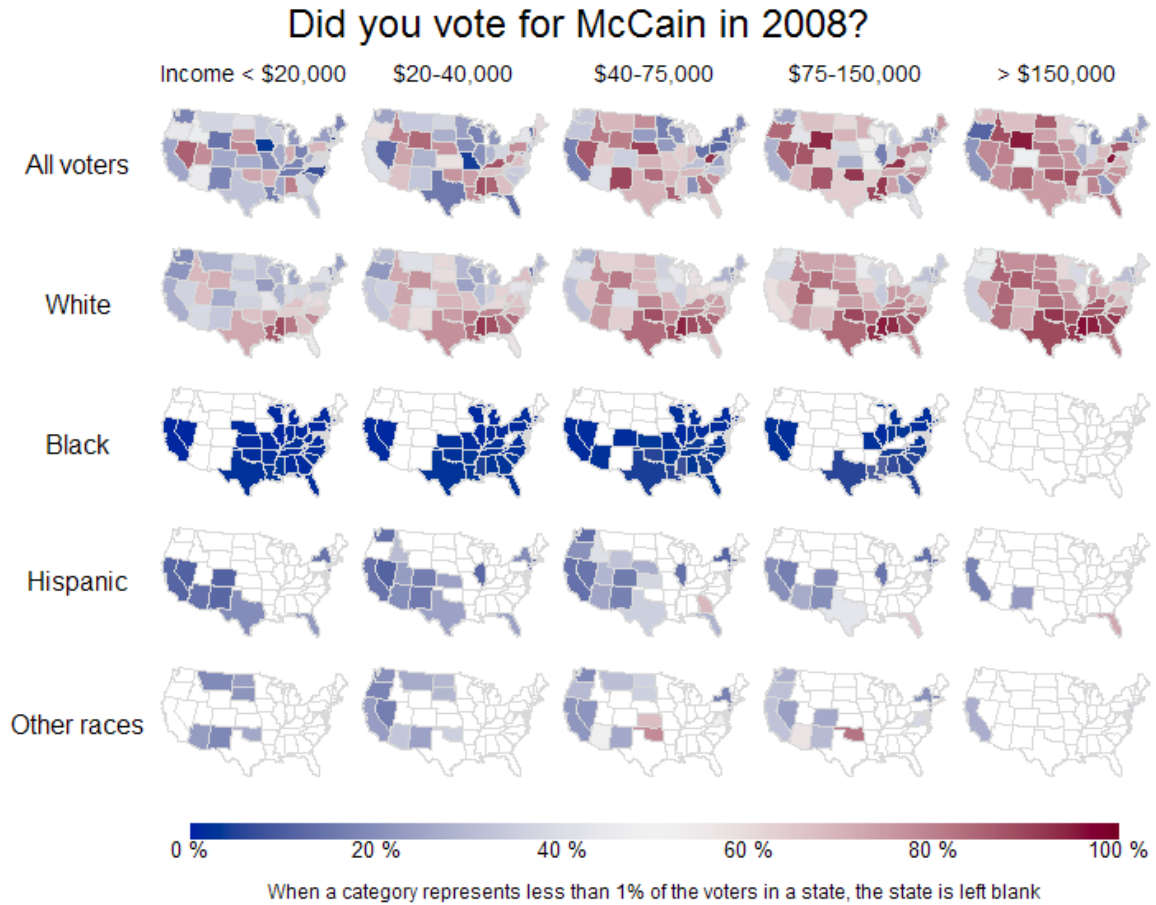 Did you vote for McCain in 2008?
Income < $20,000 $20-40,000 $40-75,000 $75-150,000 > $150,000
All voters
White
Black
Hispanic
Other races
0 % 20 % 40 % 60 % 80 % 100 %
When a category represents less than 1% of the voters in a state, the state is left blank